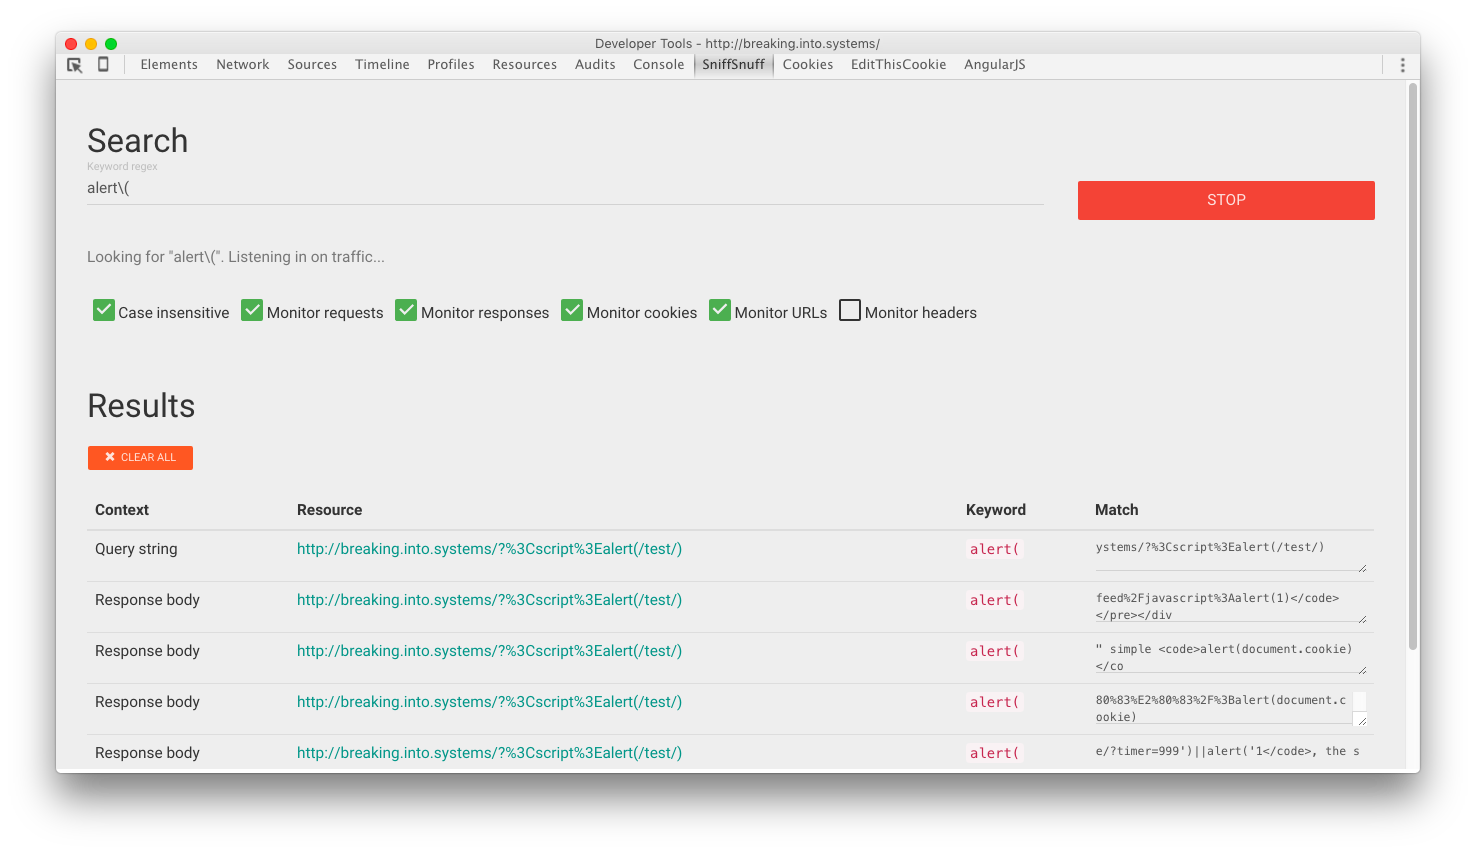 Developer Tools - http://breaking.into.systems/
Elements Network Sources Timeline Profiles Resources Audits Console SniffSnuff Cookies EditThisCookie AngularJS
Search
Keyword regex
alert\(
STOP
Looking for "alert\(". Listening in on traffic...
Case insensitive Monitor requests Monitor responses Monitor cookies Monitor URLs Monitor headers
Results
✖ CLEAR ALL
Context Resource Keyword Match
Query string http://breaking.into.systems/?%3Cscript%3Ealert(/test/) alert( ystems/?%3Cscript%3Ealert(/test/)
Response body http://breaking.into.systems/?%3Cscript%3Ealert(/test/) alert( feed%2Fjavascript%3Aalert(1)</code>
</pre></div
Response body http://breaking.into.systems/?%3Cscript%3Ealert(/test/) alert( " simple <code>alert(document.cookie)
</co
Response body http://breaking.into.systems/?%3Cscript%3Ealert(/test/) alert( 80%83%E2%80%83%2F%3Balert(document.c
ookie)
Response body http://breaking.into.systems/?%3Cscript%3Ealert(/test/) alert( e/?timer=999')||alert('1</code>, the s